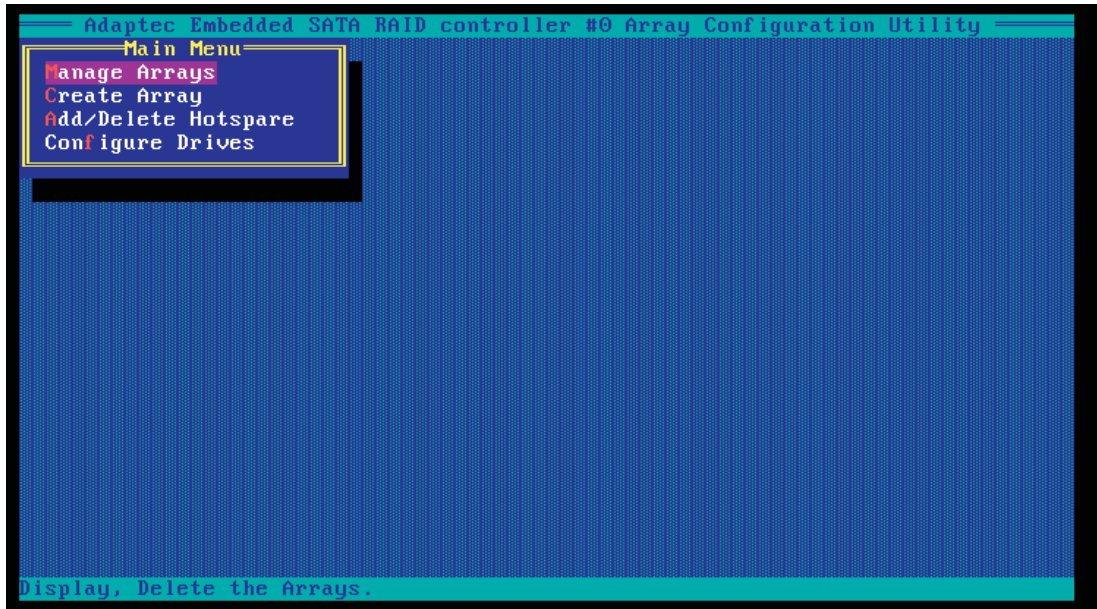 Adaptec Embedded SATA RAID controller #0 Array Configuration Utility
Main Menu
Manage Arrays
Create Array
Add/Delete Hotspare
Configure Drives
Display, Delete the Arrays.